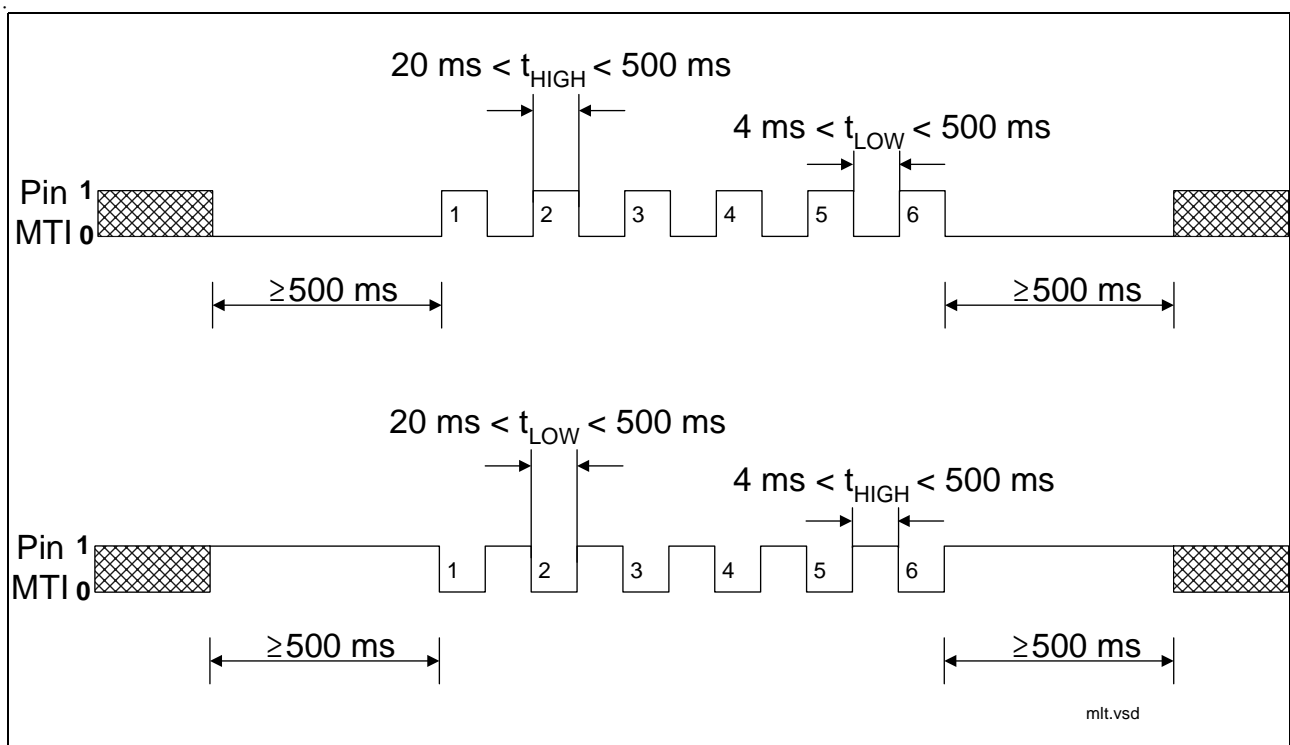 .
20 ms < tHIGH < 500 ms
4 ms < tLOW < 500 ms
Pin 1
MTI 0
1 2 3 4 5 6
≥500 ms ≥500 ms
20 ms < tLOW < 500 ms
4 ms < tHIGH < 500 ms
Pin 1
MTI 0
1 2 3 4 5 6
≥500 ms ≥500 ms
mlt.vsd